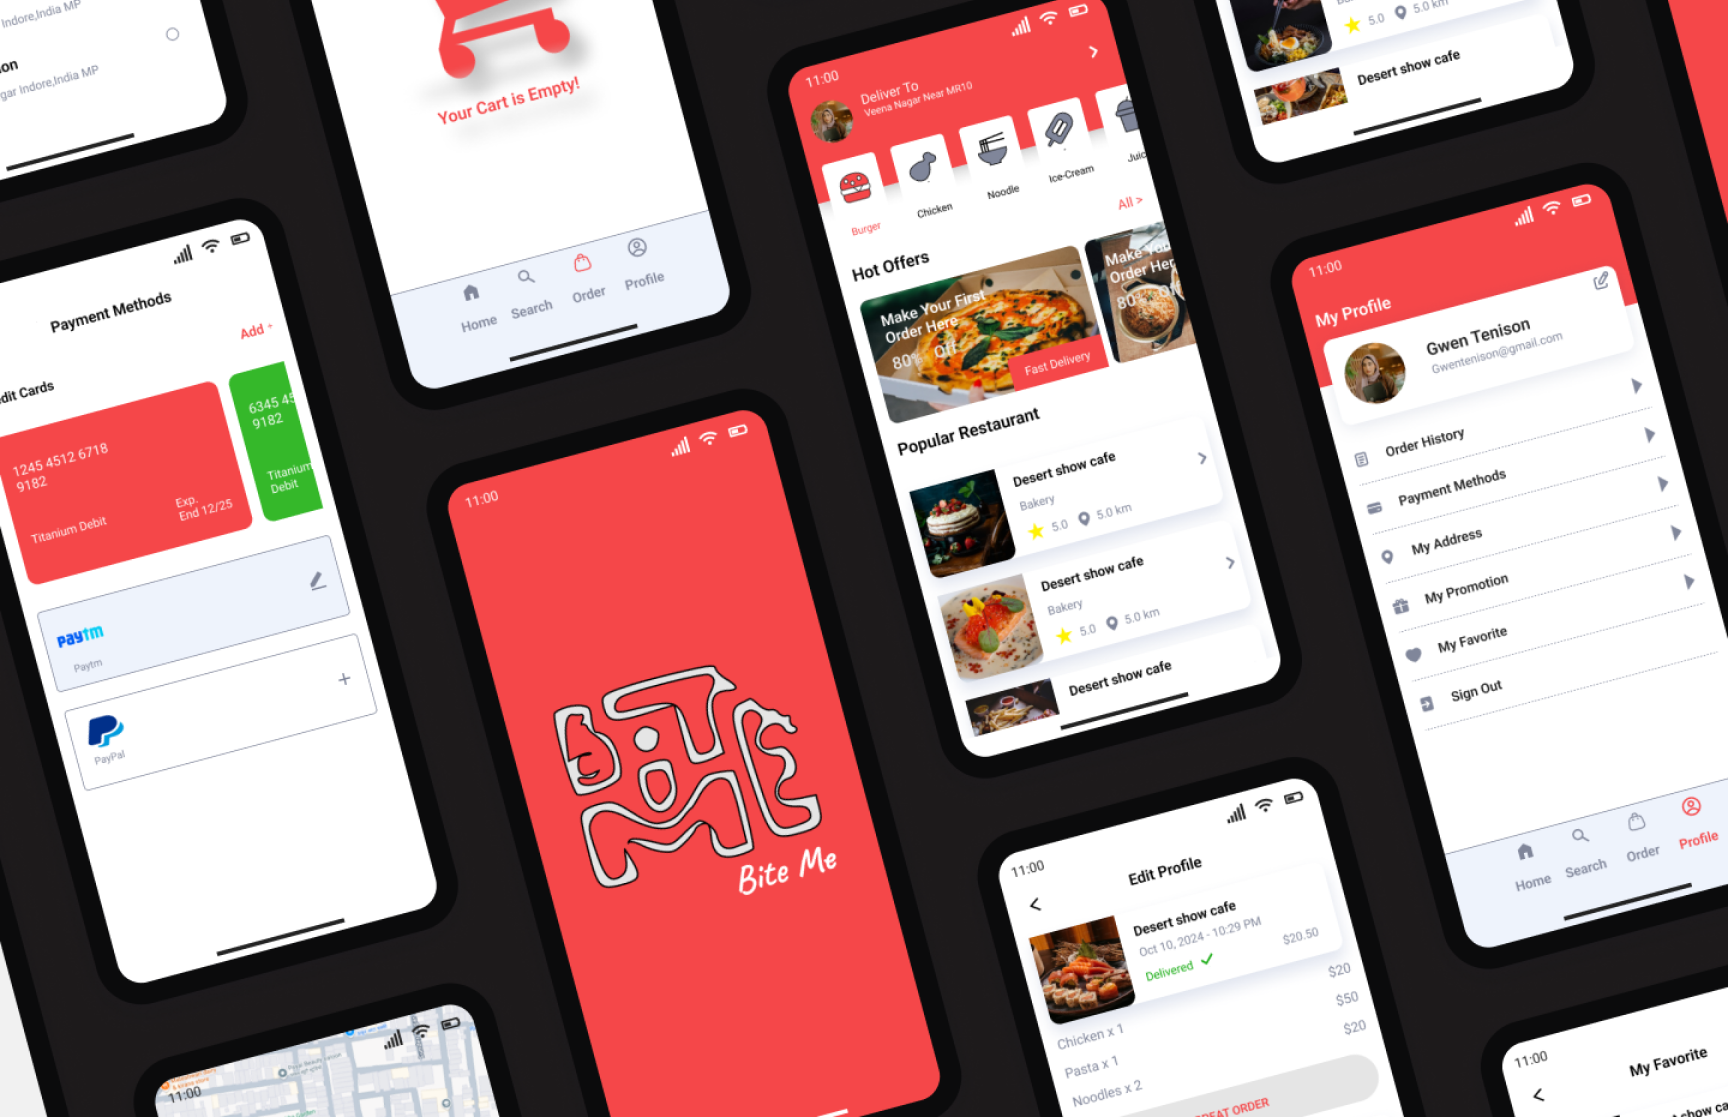 Indore,India MP
on
gar Indore,India MP
Payment Methods
Add +
dit Cards
1245 4512 6718
9182
Titanium Debit
Exp.
End 12/25
6345 45
9182
Titanium
Debit
paytm
Paytm
PayPal
11:00
Your Cart is Empty!
Home
Search
Order
Profile
11:00
BITE
ME
Bite Me
11:00
Deliver To
Veena Nagar Near MR10
Burger
Chicken
Noodle
Ice-Cream
Juic
All >
Hot Offers
Make Your First
Order Here
80% Off
Fast Delivery
Make You
Order Her
80% Off
Popular Restaurant
Desert show cafe
Bakery
5.0 5.0 km
Desert show cafe
Bakery
5.0 5.0 km
Desert show cafe
11:00
Edit Profile
Desert show cafe
Oct 10, 2024 - 10:29 PM
Delivered
$20.50
Chicken x 1 $20
Pasta x 1 $50
Noodles x 2 $20
EAT ORDER
5.0 5.0 km
Desert show cafe
11:00
My Profile
Gwen Tenison
Gwentenison@gmail.com
Order History
Payment Methods
My Address
My Promotion
My Favorite
Sign Out
Home
Search
Order
Profile
11:00
My Favorite
show ca